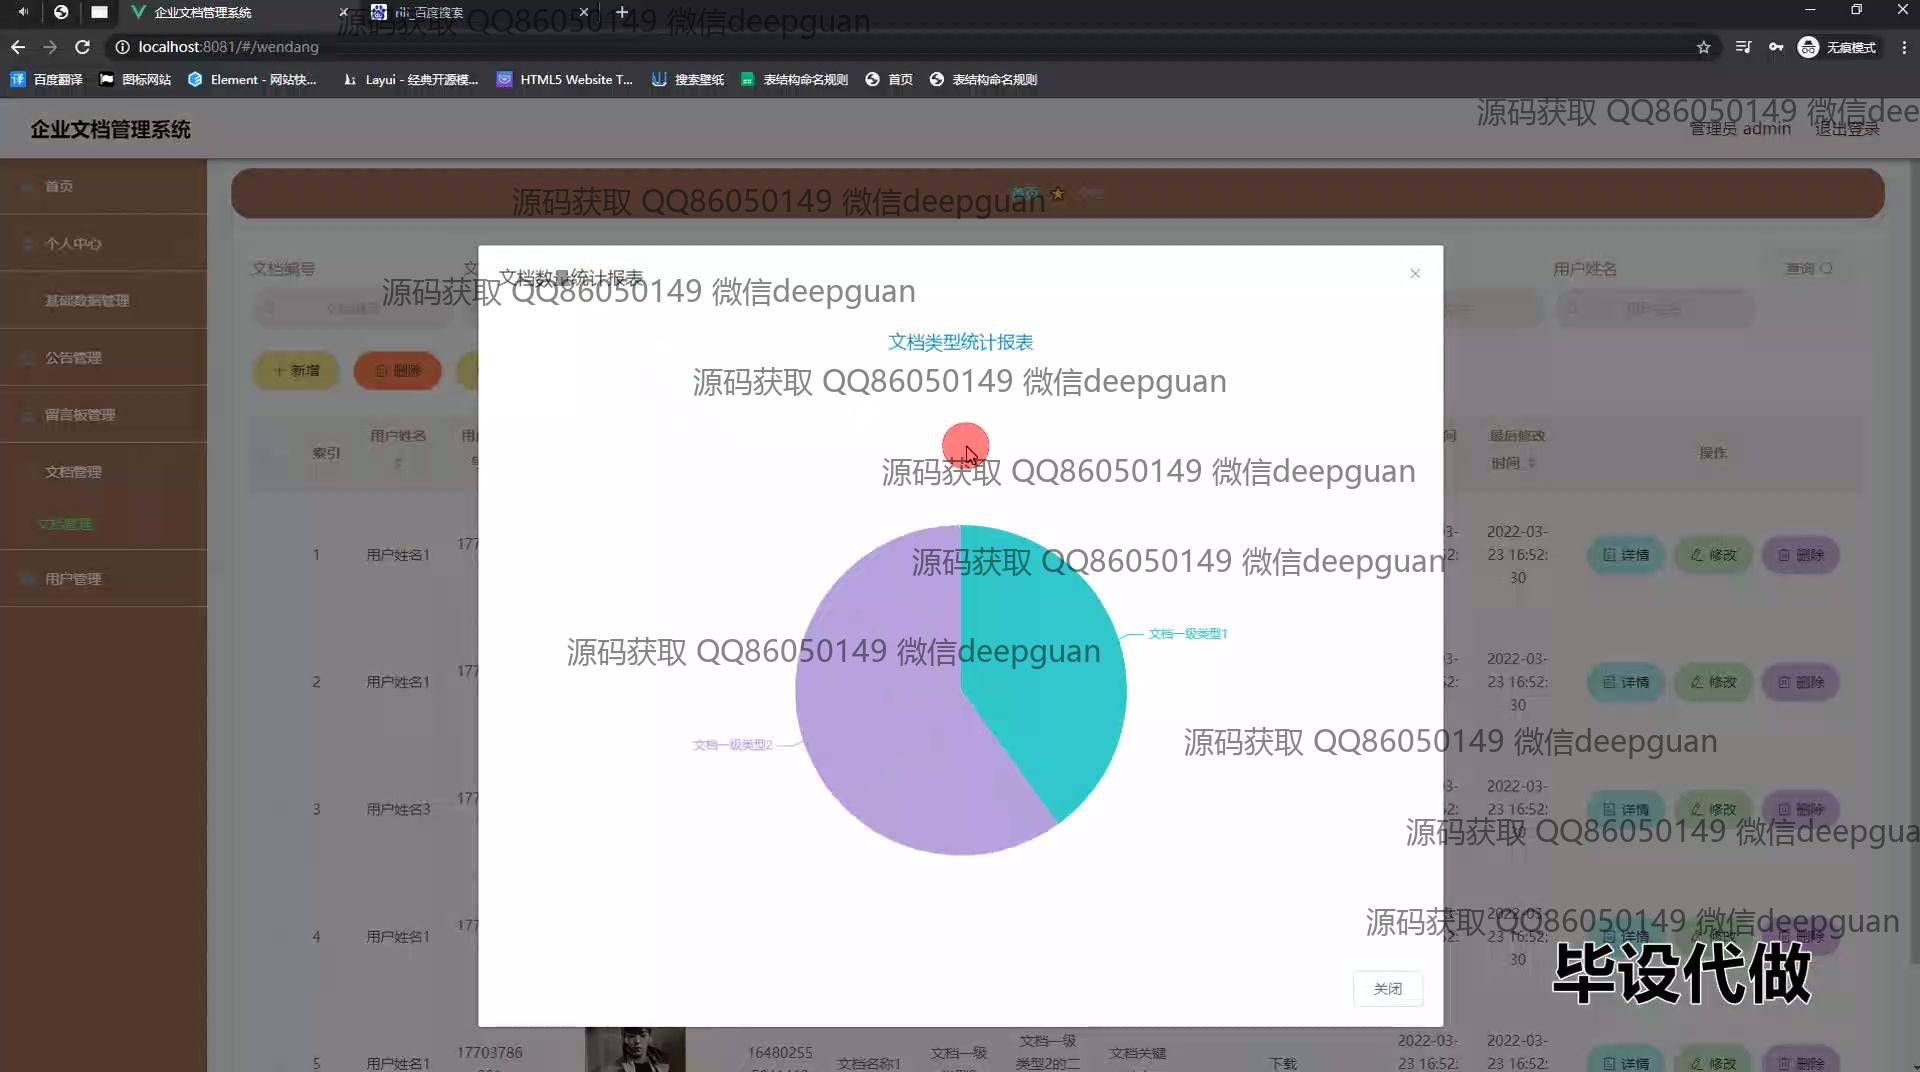 企业文档管理系统
百度搜索
localhost:8081/#/wendang
无痕模式
百度翻译
图标网站
Element - 网站快...
Layui - 经典开源模...
HTML5 Website T...
搜索壁纸
表结构命名规则
首页
表结构命名规则
源码获取 QQ86050149 微信deepguan
企业文档管理系统
管理员 admin
退出登录
源码获取 QQ86050149 微信dee
首页
个人中心
基础数据管理
公告管理
留言板管理
文档管理
文档管理
用户管理
源码获取 QQ86050149 微信deepguan
首页
文档编号
文
用户姓名
查询
新增
删除
文档数量统计报表
源码获取 QQ86050149 微信deepguan
文档类型统计报表
源码获取 QQ86050149 微信deepguan
源码获取 QQ86050149 微信deepguan
源码获取 QQ86050149 微信deepguan
文档一级类型1
源码获取 QQ86050149 微信deepguan
文档一级类型2
源码获取 QQ86050149 微信deepguan
源码获取 QQ86050149 微信deepgua
源码获取 QQ86050149 微信deepguan
关闭
毕设代做
索引
用户姓名
最后修改
时间
操作
1
用户姓名1
177
2022-03-
23 16:52:
30
详情
修改
删除
2
用户姓名1
177
2022-03-
23 16:52:
30
详情
修改
删除
3
用户姓名3
177
2022-03-
23 16:52:
详情
修改
删除
4
用户姓名1
177
2022-03-
23 16:52:
30
详情
修改
删除
5
用户姓名1
17703786
16480255
文档名称1
文档一级
文档一级
类型2的二
文档关键
下载
2022-03-
23 16:52:
2022-03-
23 16:52:
详情
修改
删除